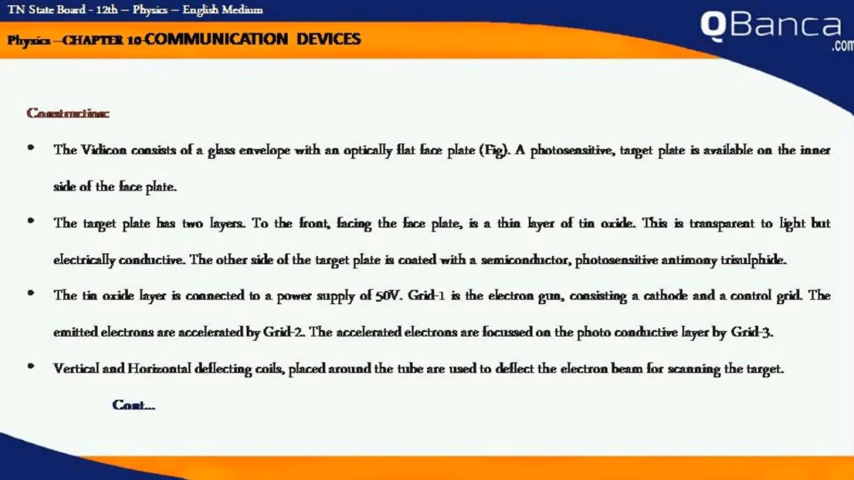 TN State Board - 12th – Physics – English Medium
Physics –CHAPTER 10-COMMUNICATION DEVICES
QBanca
.com
Construction:
• The Vidicon consists of a glass envelope with an optically flat face plate (Fig). A photosensitive, target plate is available on the inner
side of the face plate.
• The target plate has two layers. To the front, facing the face plate, is a thin layer of tin oxide. This is transparent to light but
electrically conductive. The other side of the target plate is coated with a semiconductor, photosensitive antimony trisulphide.
• The tin oxide layer is connected to a power supply of 50V. Grid-1 is the electron gun, consisting a cathode and a control grid. The
emitted electrons are accelerated by Grid-2. The accelerated electrons are focussed on the photo conductive layer by Grid-3.
• Vertical and Horizontal deflecting coils, placed around the tube are used to deflect the electron beam for scanning the target.
Cont...